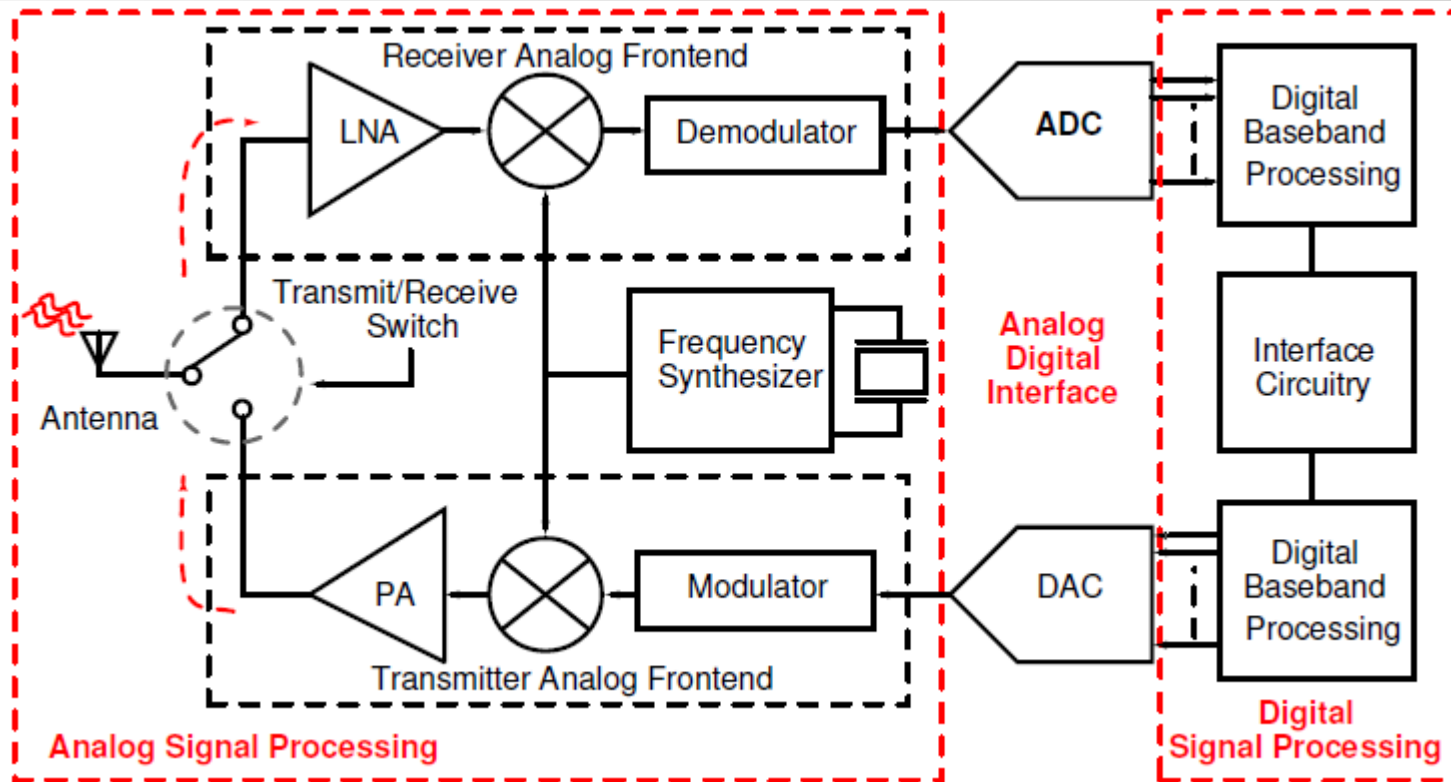 Receiver Analog Frontend
LNA
Demodulator
ADC
Digital
Baseband
Processing
Transmit/Receive
Switch
Antenna
Frequency
Synthesizer
Analog
Digital
Interface
Interface
Circuitry
PA
Modulator
DAC
Digital
Baseband
Processing
Transmitter Analog Frontend
Analog Signal Processing
Digital
Signal Processing